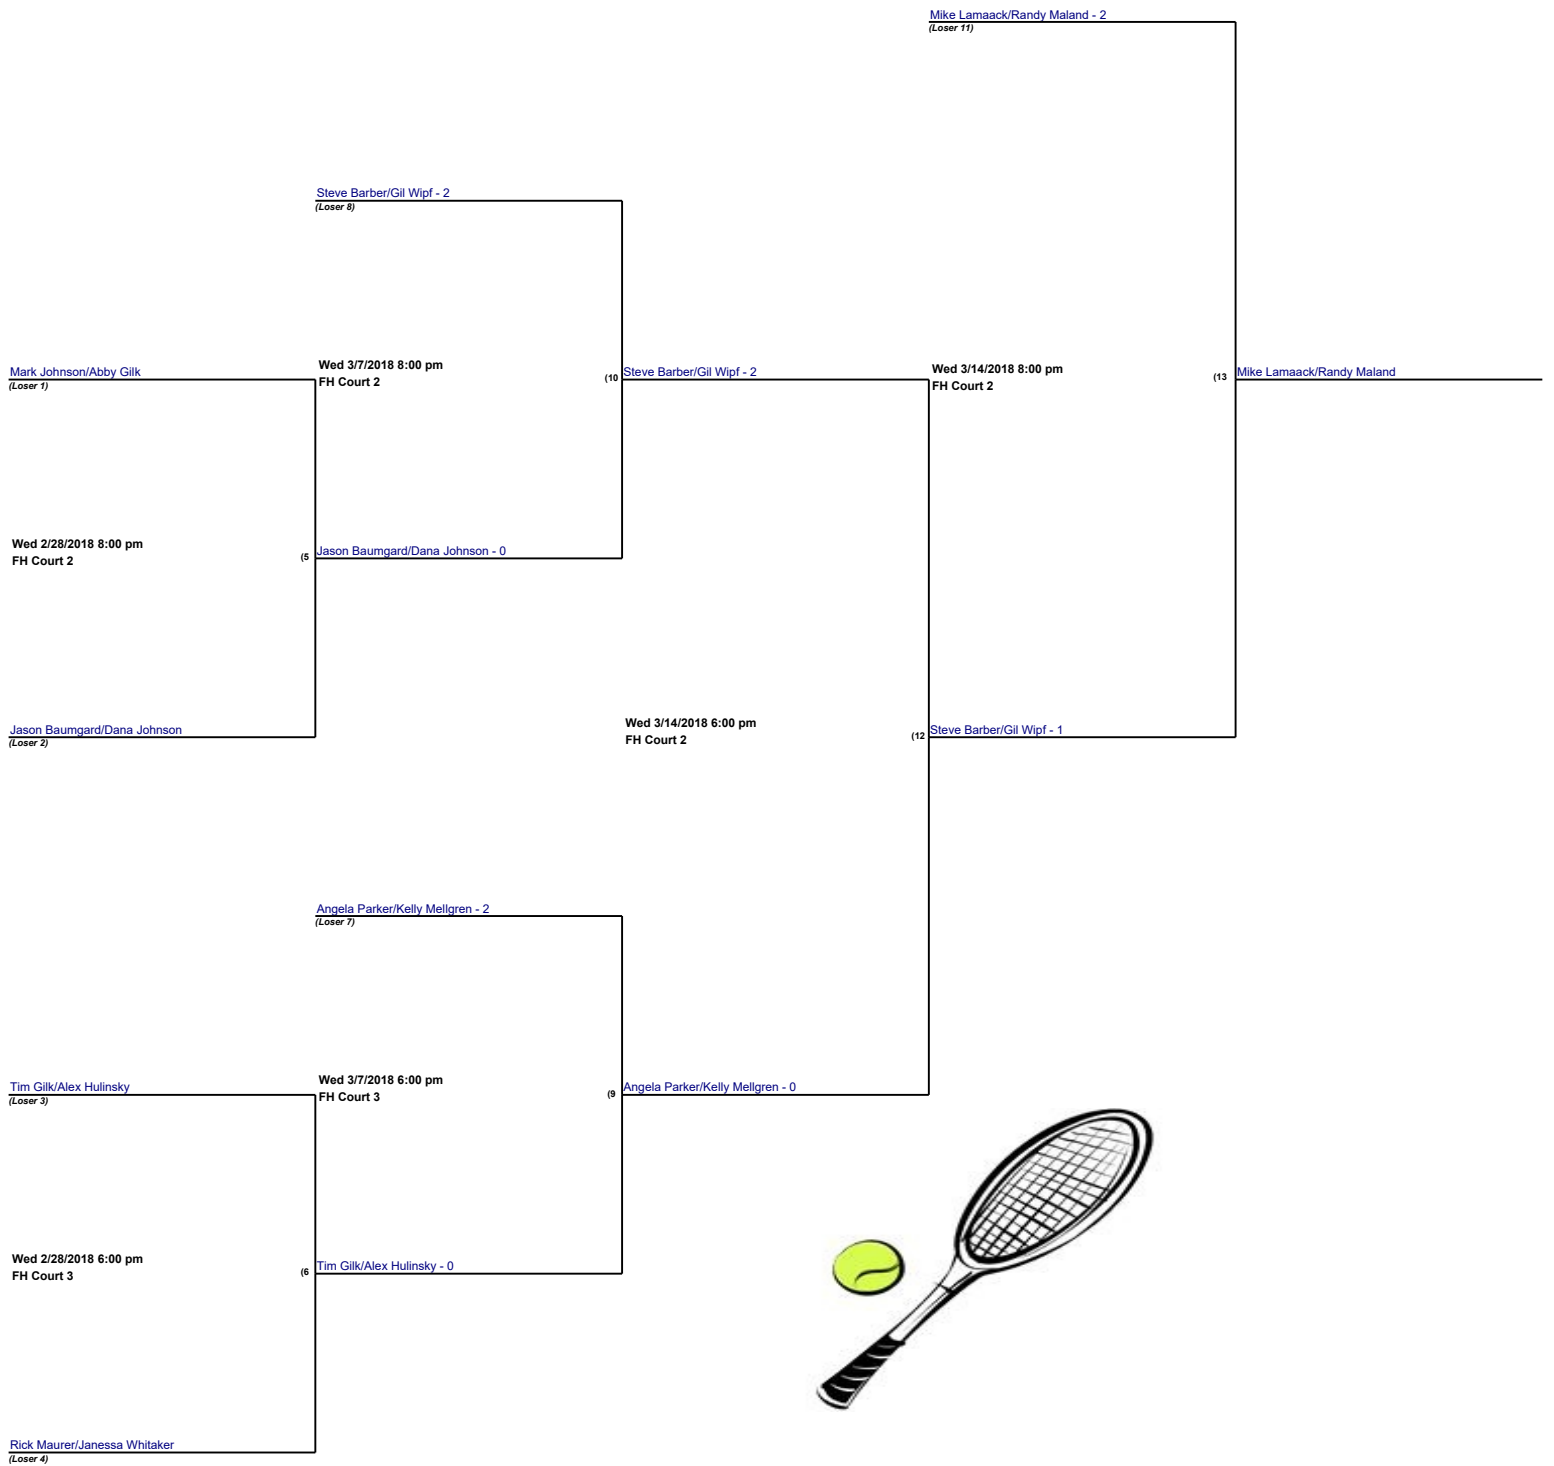 Mike Lamaack/Randy Maland - 2
(Loser 11)
Steve Barber/Gil Wipf - 2
(Loser 8)
Mark Johnson/Abby Gilk
(Loser 1)
Wed 3/7/2018 8:00 pm
FH Court 2
(10
Steve Barber/Gil Wipf - 2
Wed 3/14/2018 8:00 pm
FH Court 2
(13
Mike Lamaack/Randy Maland
Wed 2/28/2018 8:00 pm
FH Court 2
(5
Jason Baumgard/Dana Johnson - 0
Jason Baumgard/Dana Johnson
(Loser 2)
Wed 3/14/2018 6:00 pm
FH Court 2
(12
Steve Barber/Gil Wipf - 1
Angela Parker/Kelly Mellgren - 2
(Loser 7)
Tim Gilk/Alex Hulinsky
(Loser 3)
Wed 3/7/2018 6:00 pm
FH Court 3
(9
Angela Parker/Kelly Mellgren - 0
Wed 2/28/2018 6:00 pm
FH Court 3
(6
Tim Gilk/Alex Hulinsky - 0
Rick Maurer/Janessa Whitaker
(Loser 4)